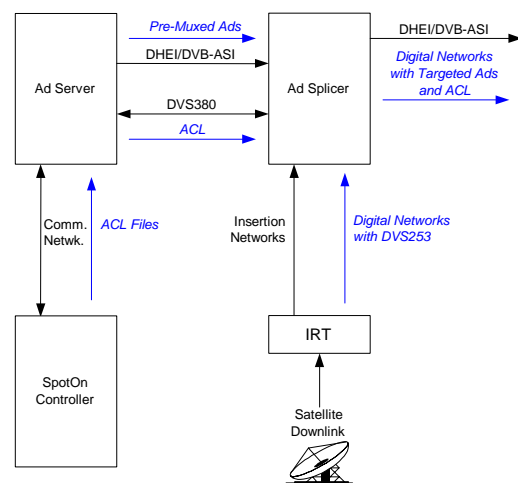 Pre-Muxed Ads
DHEI/DVB-ASI
DHEI/DVB-ASI
Ad Server
Ad Splicer
Digital Networks
with Targeted Ads
and ACL
DVS380
ACL
Comm.
Netwk.
ACL Files
Insertion
Networks
Digital Networks
with DVS253
IRT
SpotOn
Controller
Satellite
Downlink